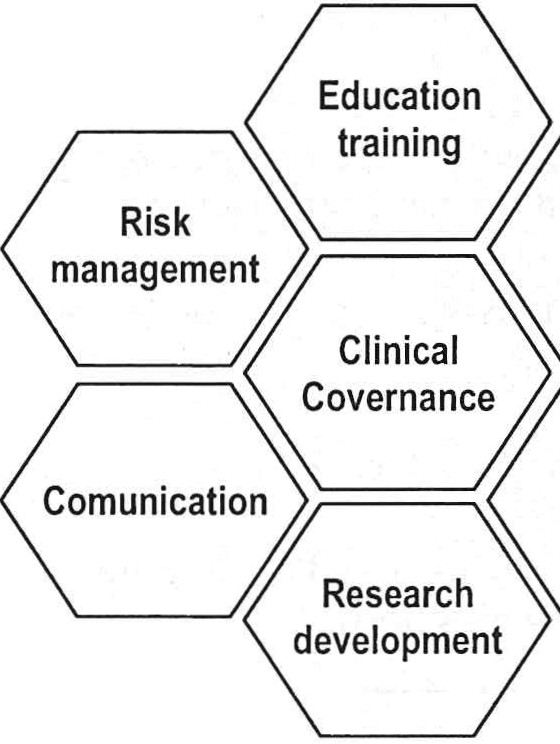 Education
training
Risk
management
Clinical
Covernance
Comunication
Research
development